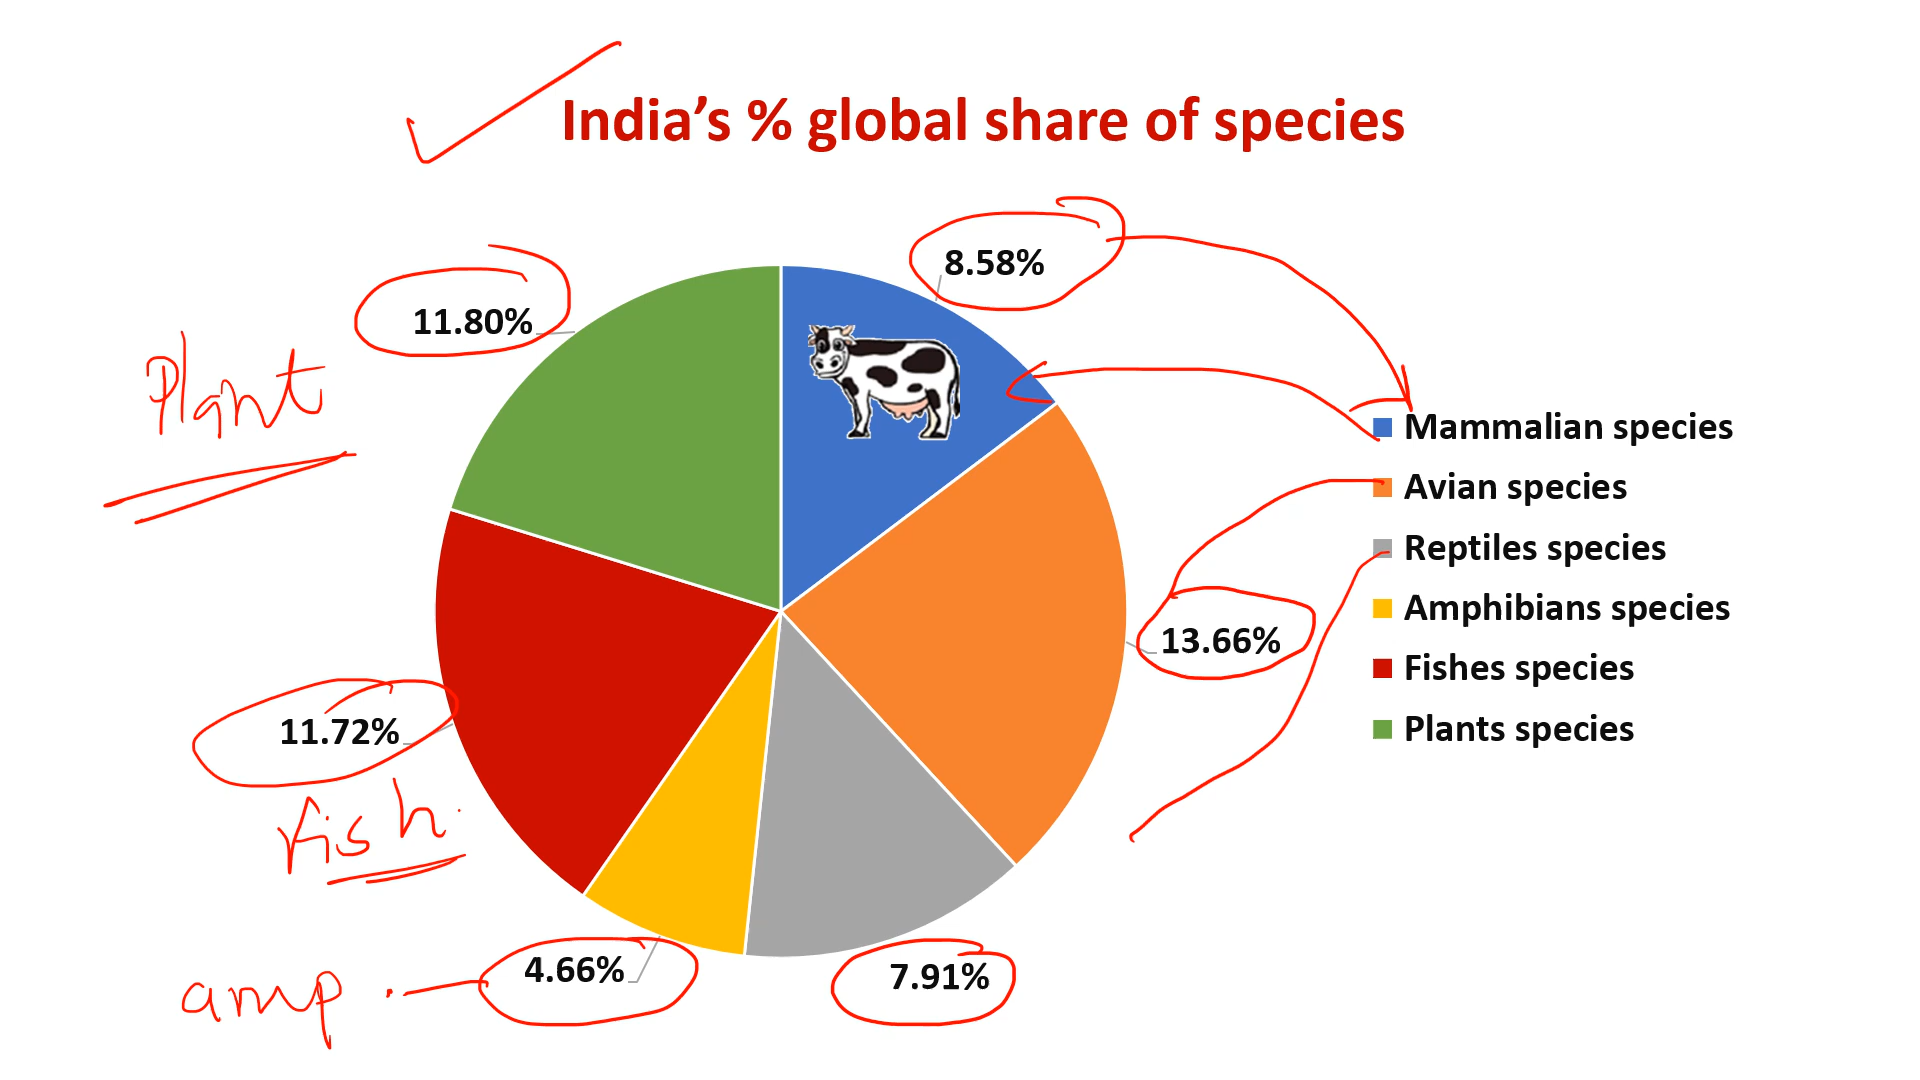 India's % global share of species
8.58%
11.80%
Plant
Mammalian species
Avian species
Reptiles species
Amphibians species
Fishes species
Plants species
13.66%
11.72%
fish
4.66%
7.91%
amp